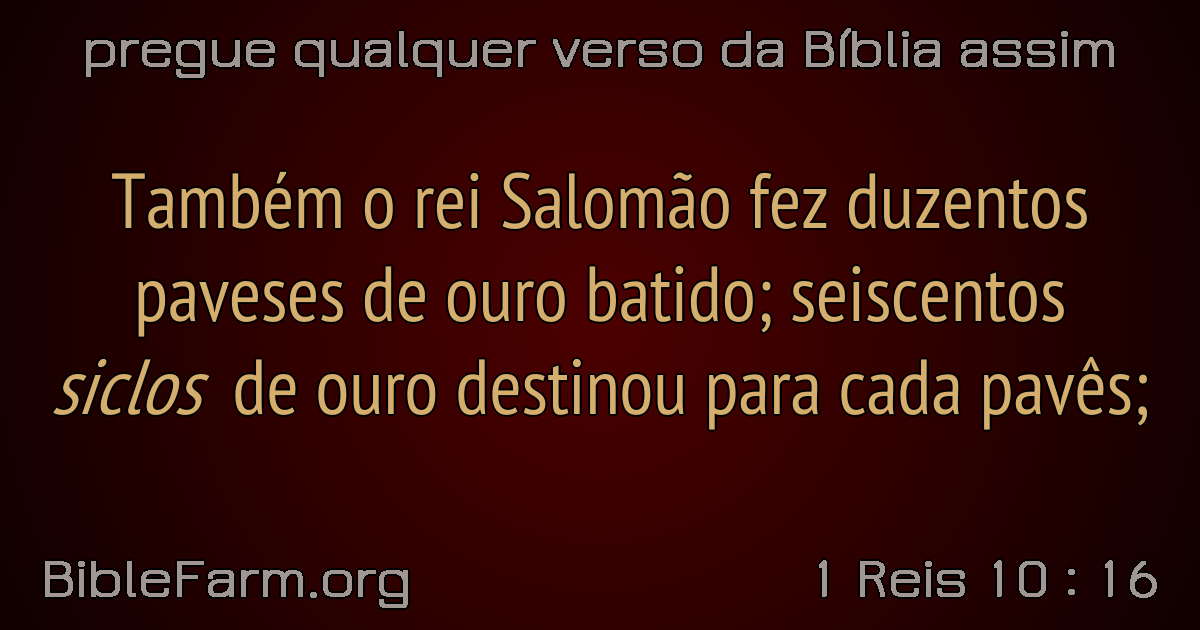 pregue qualquer verso da Bíblia assim
Também o rei Salomão fez duzentos
paveses de ouro batido; seiscentos
siclos de ouro destinou para cada pavês;
BibleFarm.org
1 Reis 10 : 16